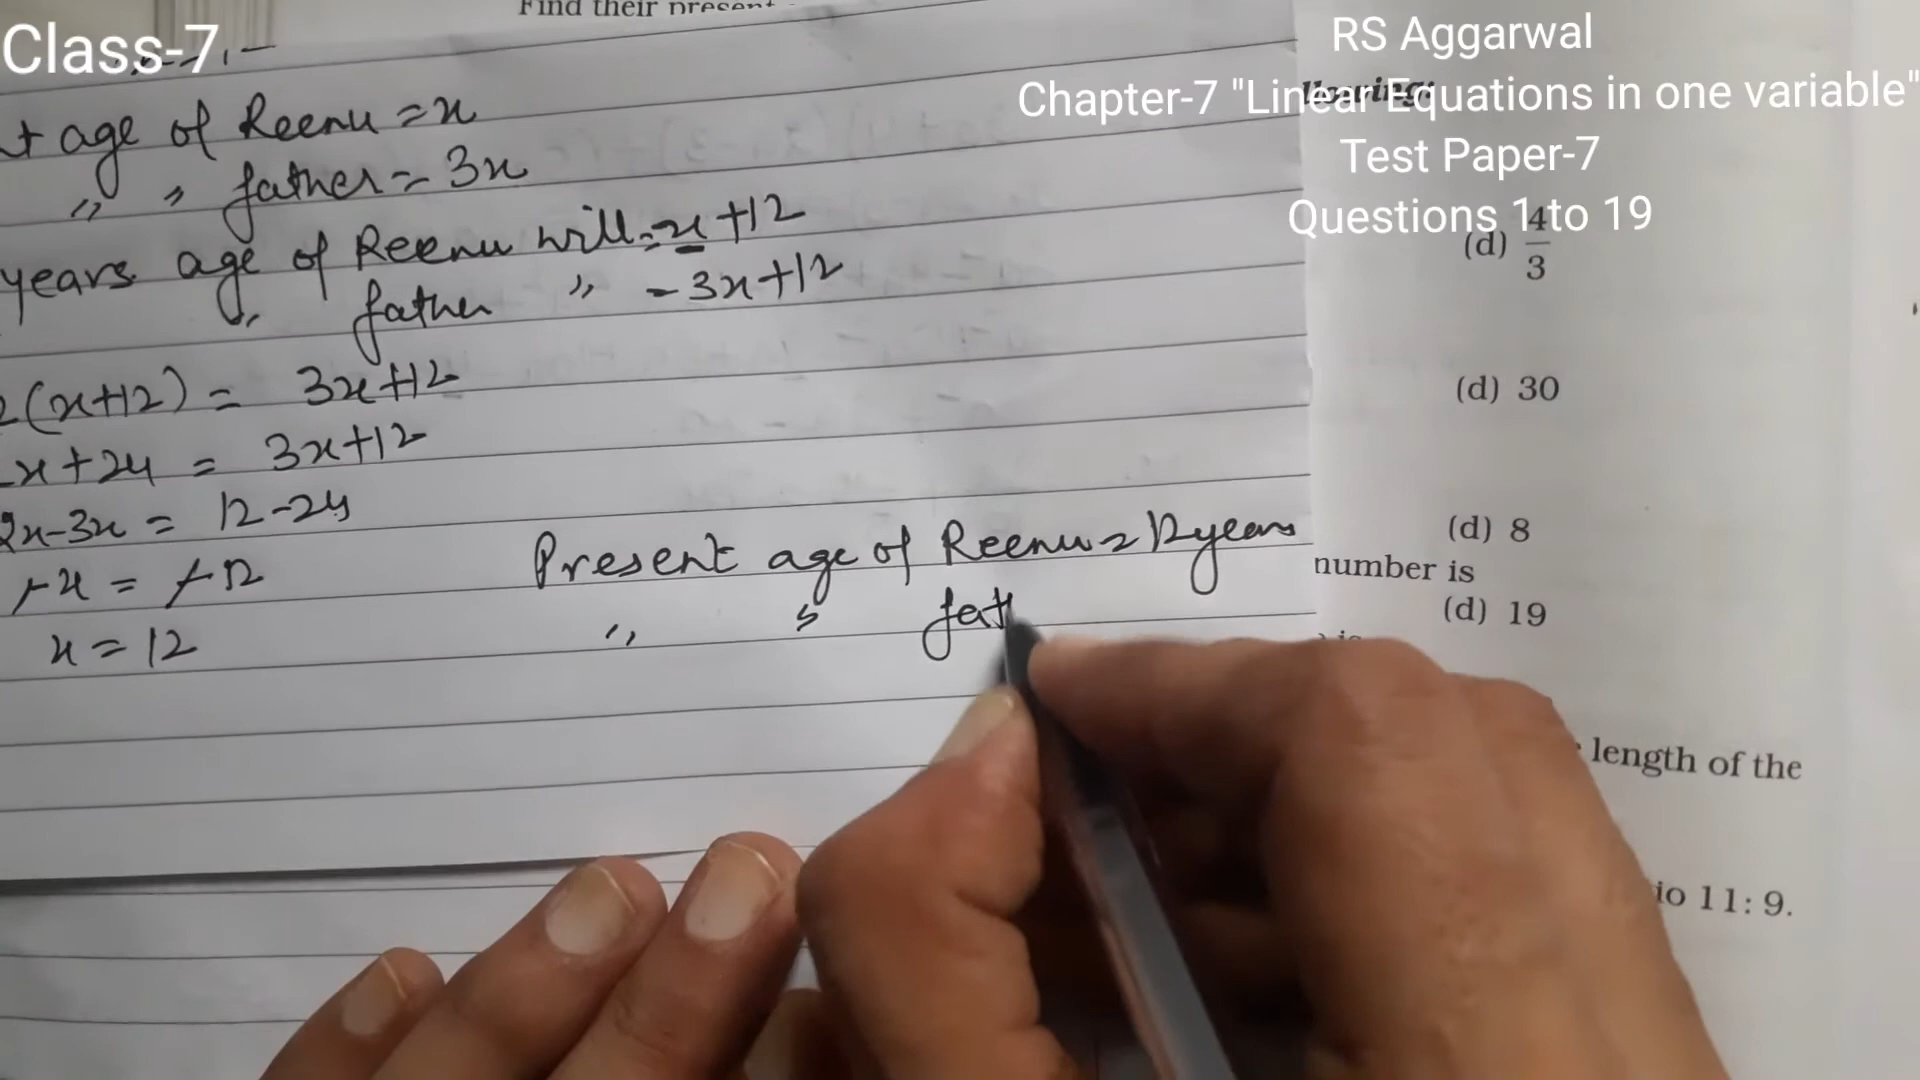 Find their present
Class-7
RS Aggarwal
Chapter-7 "Linear Equations in one variable"
Test Paper-7
Questions 1 to 19
age of Reenu = x
" " father = 3x
years age of Reenu will = x+12
" father " = 3x+12
2(x+12) = 3x+12
2x+24 = 3x+12
2x-3x = 12-24
-x = -12
x = 12
Present age of Reenu = 12 years
" " fat
(d) 4/3
(d) 30
(d) 8
number is
(d) 19
length of the
io 11: 9.